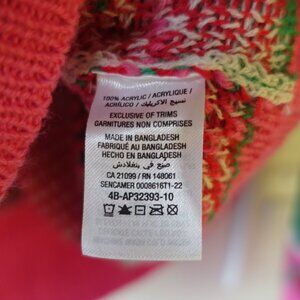 100% ACRYLIC / ACRYLIQUE /
ACRÍLICO / نسيج الاكريليك
EXCLUSIVE OF TRIMS
GARNITURES NON COMPRISES
MADE IN BANGLADESH
FABRIQUÉ AU BANGLADESH
HECHO EN BANGLADESH
صنع في بنغلادش
CA 21099 / RN 148061
SENCAMER 0008616T1-22
4B-AP32393-10